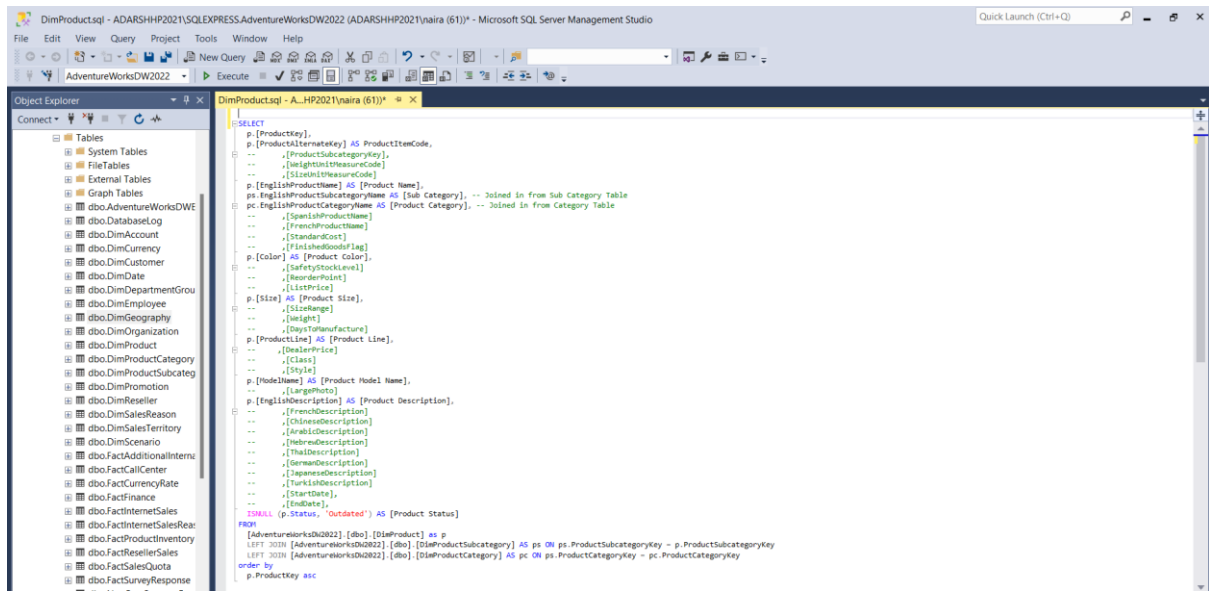 DimProduct.sql - ADARSHHP2021\SQLEXPRESS.AdventureWorksDW2022 (ADARSHHP2021\naira (61))* - Microsoft SQL Server Management Studio
Quick Launch (Ctrl+Q)
File Edit View Query Project Tools Window Help
New Query
AdventureWorksDW2022 Execute
Object Explorer
Connect
Tables
System Tables
FileTables
External Tables
Graph Tables
dbo.AdventureWorksDWE
dbo.DatabaseLog
dbo.DimAccount
dbo.DimCurrency
dbo.DimCustomer
dbo.DimDate
dbo.DimDepartmentGrou
dbo.DimEmployee
dbo.DimGeography
dbo.DimOrganization
dbo.DimProduct
dbo.DimProductCategory
dbo.DimProductSubcateg
dbo.DimPromotion
dbo.DimReseller
dbo.DimSalesReason
dbo.DimSalesTerritory
dbo.DimScenario
dbo.FactAdditionalInterna
dbo.FactCallCenter
dbo.FactCurrencyRate
dbo.FactFinance
dbo.FactInternetSales
dbo.FactInternetSalesReas
dbo.FactProductInventory
dbo.FactResellerSales
dbo.FactSalesQuota
dbo.FactSurveyResponse
DimProduct.sql - A...HP2021\naira (61))*
SELECT
p.[ProductKey],
p.[ProductAlternateKey] AS ProductItemCode,
-- ,[ProductSubcategoryKey],
-- ,[WeightUnitMeasureCode]
-- ,[SizeUnitMeasureCode]
p.[EnglishProductName] AS [Product Name],
ps.EnglishProductSubcategoryName AS [Sub Category], -- Joined in from Sub Category Table
pc.EnglishProductCategoryName AS [Product Category], -- Joined in from Category Table
-- ,[SpanishProductName]
-- ,[FrenchProductName]
-- ,[StandardCost]
-- ,[FinishedGoodsFlag]
p.[Color] AS [Product Color],
-- ,[SafetyStockLevel]
-- ,[ReorderPoint]
-- ,[ListPrice]
p.[Size] AS [Product Size],
-- ,[SizeRange]
-- ,[Weight]
-- ,[DaysToManufacture]
p.[ProductLine] AS [Product Line],
-- ,[DealerPrice]
-- ,[Class]
-- ,[Style]
p.[ModelName] AS [Product Model Name],
-- ,[LargePhoto]
p.[EnglishDescription] AS [Product Description],
-- ,[FrenchDescription]
-- ,[ChineseDescription]
-- ,[ArabicDescription]
-- ,[HebrewDescription]
-- ,[ThaiDescription]
-- ,[GermanDescription]
-- ,[JapaneseDescription]
-- ,[TurkishDescription]
-- ,[StartDate],
-- ,[EndDate],
ISNULL (p.Status, 'Outdated') AS [Product Status]
FROM
[AdventureWorksDW2022].[dbo].[DimProduct] as p
LEFT JOIN [AdventureWorksDW2022].[dbo].[DimProductSubcategory] AS ps ON ps.ProductSubcategoryKey = p.ProductSubcategoryKey
LEFT JOIN [AdventureWorksDW2022].[dbo].[DimProductCategory] AS pc ON ps.ProductCategoryKey = pc.ProductCategoryKey
order by
p.ProductKey asc